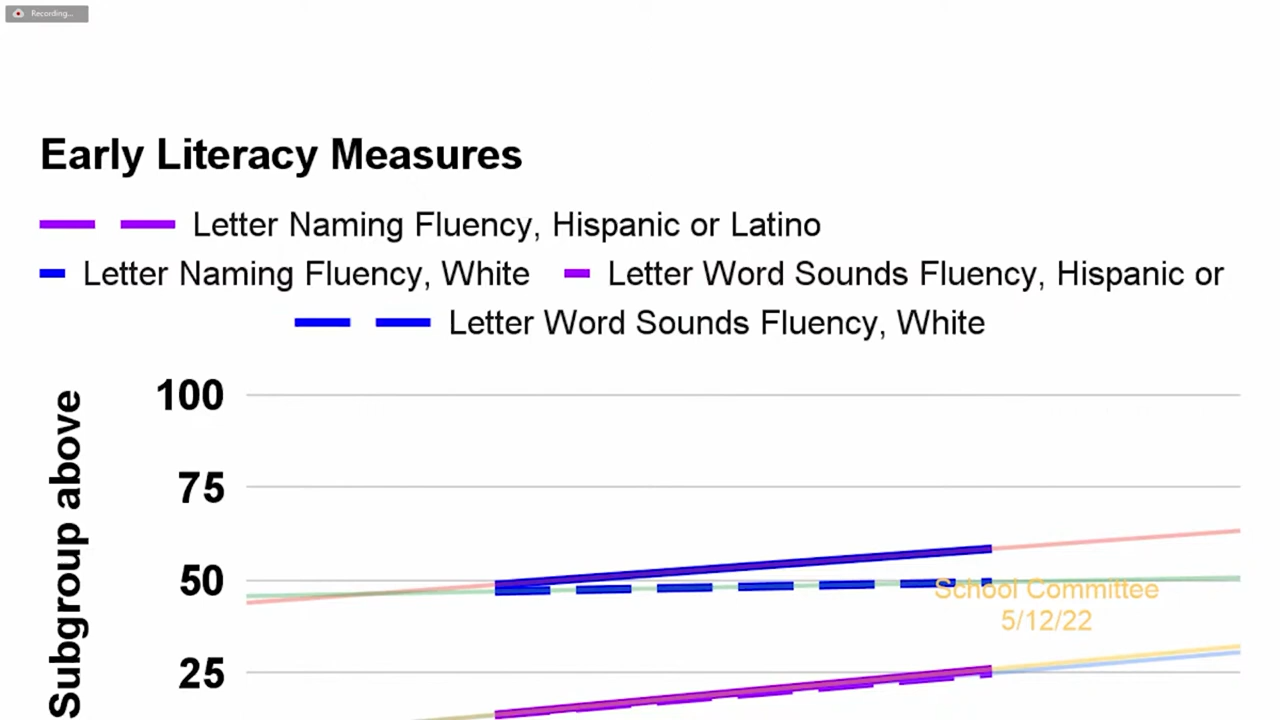 Recording...
Early Literacy Measures
Letter Naming Fluency, Hispanic or Latino
Letter Naming Fluency, White
Letter Word Sounds Fluency, Hispanic or
Letter Word Sounds Fluency, White
Subgroup above
100
75
50
School Committee
5/12/22
25